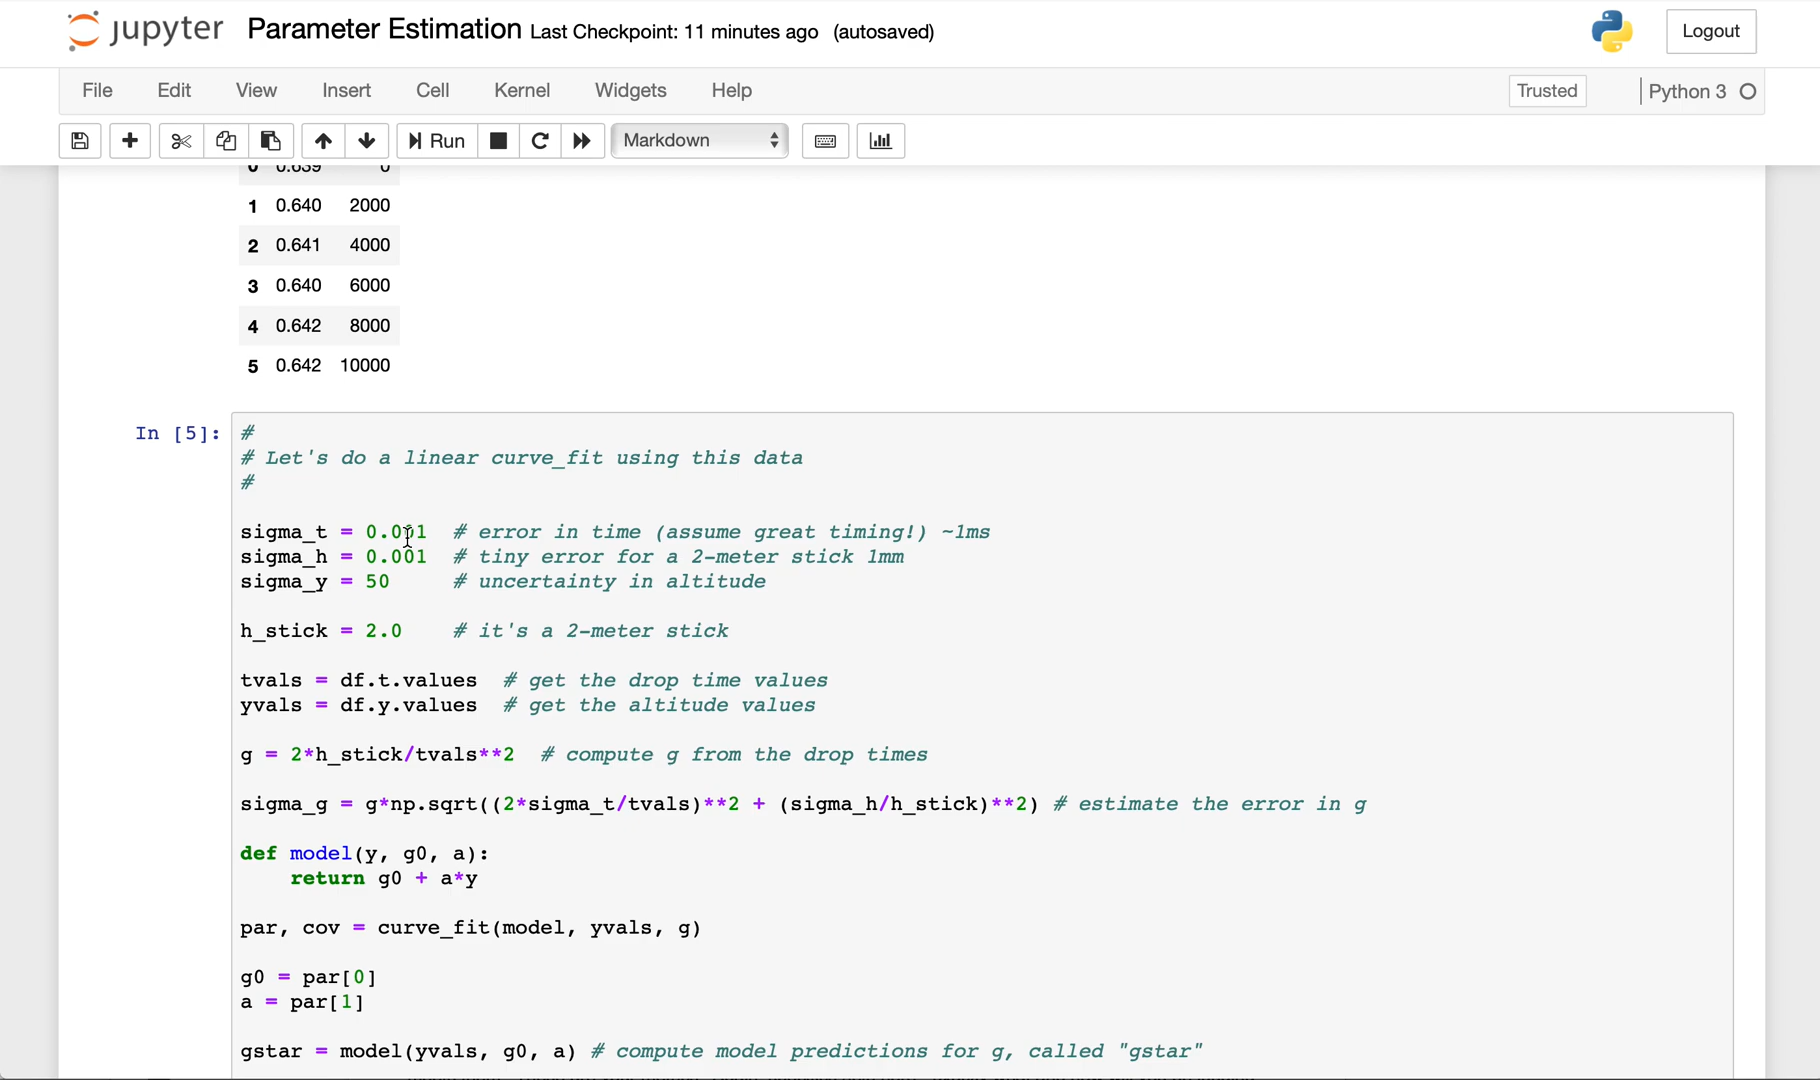 jupyter Parameter Estimation Last Checkpoint: 11 minutes ago (autosaved) Logout
File Edit View Insert Cell Kernel Widgets Help Trusted Python 3
Run Markdown
0 0.639 0
1 0.640 2000
2 0.641 4000
3 0.640 6000
4 0.642 8000
5 0.642 10000
In [5]: #
# Let's do a linear curve_fit using this data
#
sigma_t = 0.001 # error in time (assume great timing!) ~1ms
sigma_h = 0.001 # tiny error for a 2-meter stick 1mm
sigma_y = 50 # uncertainty in altitude
h_stick = 2.0 # it's a 2-meter stick
tvals = df.t.values # get the drop time values
yvals = df.y.values # get the altitude values
g = 2*h_stick/tvals**2 # compute g from the drop times
sigma_g = g*np.sqrt((2*sigma_t/tvals)**2 + (sigma_h/h_stick)**2) # estimate the error in g
def model(y, g0, a):
return g0 + a*y
par, cov = curve_fit(model, yvals, g)
g0 = par[0]
a = par[1]
gstar = model(yvals, g0, a) # compute model predictions for g, called "gstar"